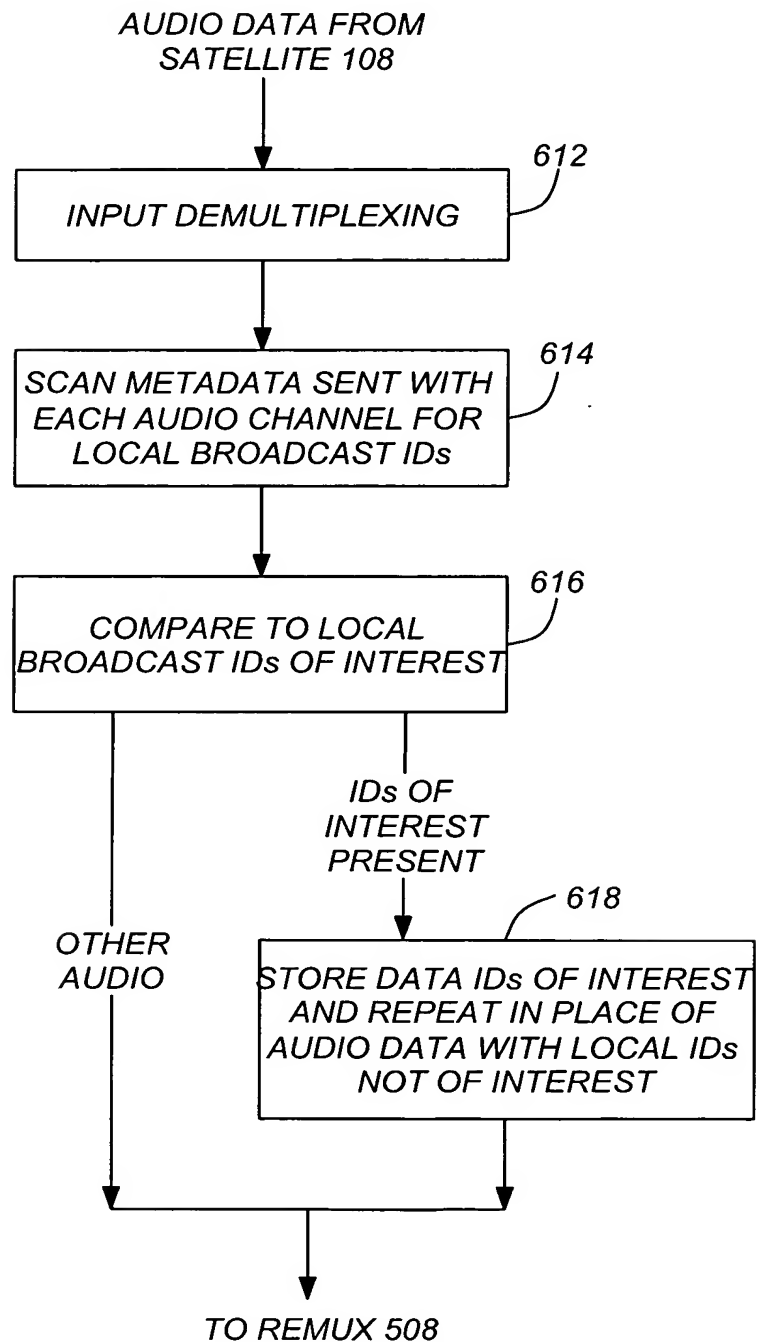 AUDIO DATA FROM
SATELLITE 108
612
INPUT DEMULTIPLEXING
614
SCAN METADATA SENT WITH
EACH AUDIO CHANNEL FOR
LOCAL BROADCAST IDs
616
COMPARE TO LOCAL
BROADCAST IDs OF INTEREST
IDs OF
INTEREST
PRESENT
618
OTHER
AUDIO
STORE DATA IDs OF INTEREST
AND REPEAT IN PLACE OF
AUDIO DATA WITH LOCAL IDs
NOT OF INTEREST
TO REMUX 508